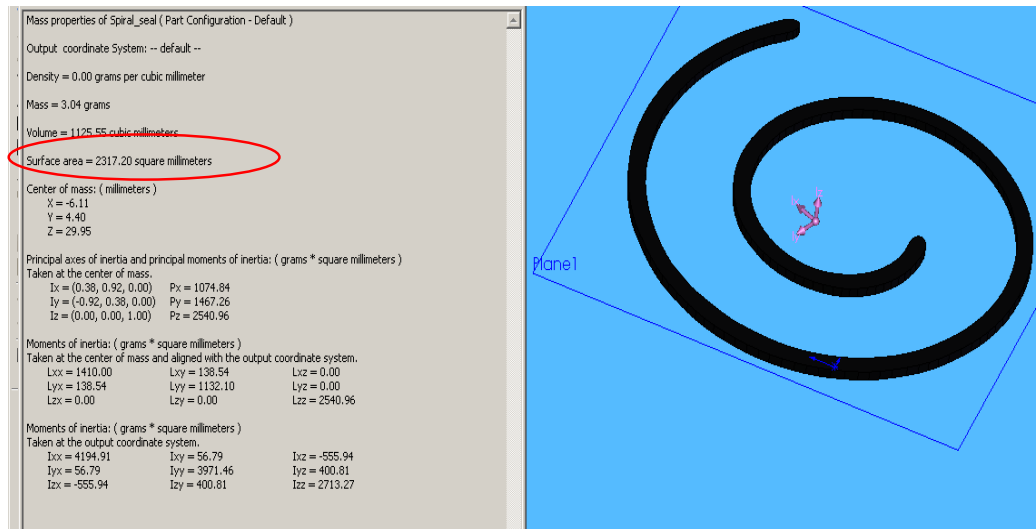 Mass properties of Spiral_seal ( Part Configuration - Default )
Output coordinate System: -- default --
Density = 0.00 grams per cubic millimeter
Mass = 3.04 grams
Volume = 1125.55 cubic millimeters
Surface area = 2317.20 square millimeters
Center of mass: ( millimeters )
X = -6.11
Y = 4.40
Z = 29.95
Principal axes of inertia and principal moments of inertia: ( grams * square millimeters )
Taken at the center of mass.
Ix = (0.38, 0.92, 0.00) Px = 1074.84
Iy = (-0.92, 0.38, 0.00) Py = 1467.26
Iz = (0.00, 0.00, 1.00) Pz = 2540.96
Moments of inertia: ( grams * square millimeters )
Taken at the center of mass and aligned with the output coordinate system.
Lxx = 1410.00 Lxy = 138.54 Lxz = 0.00
Lyx = 138.54 Lyy = 1132.10 Lyz = 0.00
Lzx = 0.00 Lzy = 0.00 Lzz = 2540.96
Moments of inertia: ( grams * square millimeters )
Taken at the output coordinate system.
Ixx = 4194.91 Ixy = 56.79 Ixz = -555.94
Iyx = 56.79 Iyy = 3971.46 Iyz = 400.81
Izx = -555.94 Izy = 400.81 Izz = 2713.27
Plane1